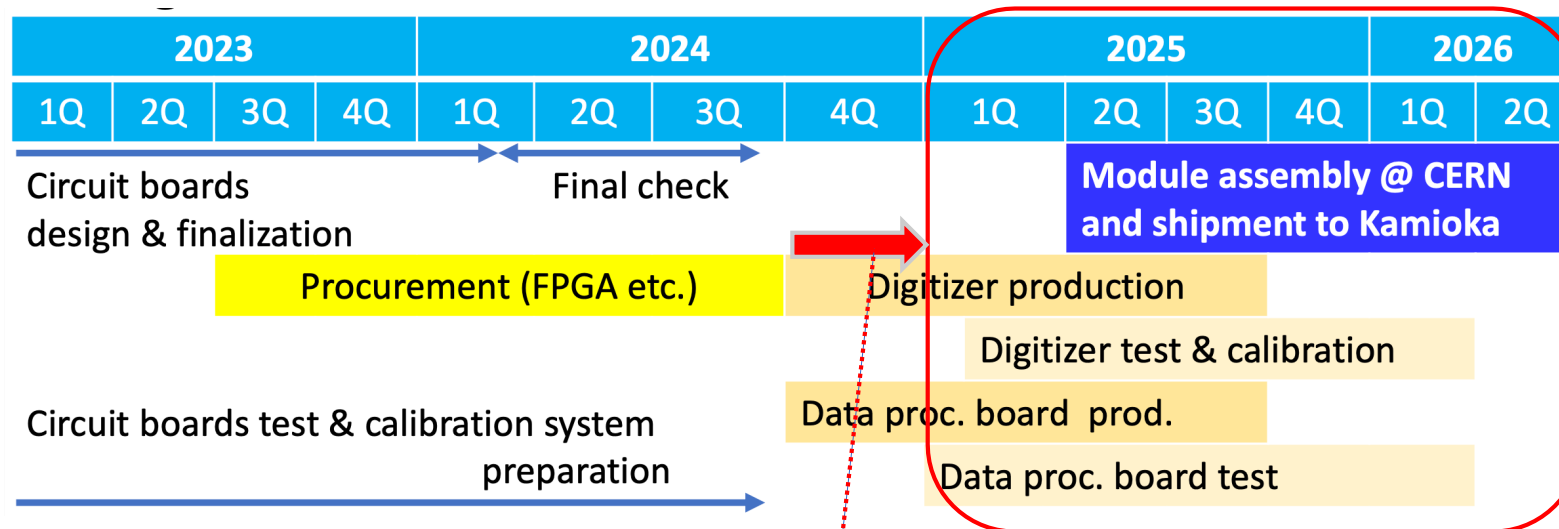 2023 2024 2025 2026
1Q 2Q 3Q 4Q 1Q 2Q 3Q 4Q 1Q 2Q 3Q 4Q 1Q 2Q
Circuit boards
design & finalization
Final check
Module assembly @ CERN
and shipment to Kamioka
Procurement (FPGA etc.)
Digitizer production
Digitizer test & calibration
Circuit boards test & calibration system
preparation
Data proc. board prod.
Data proc. board test